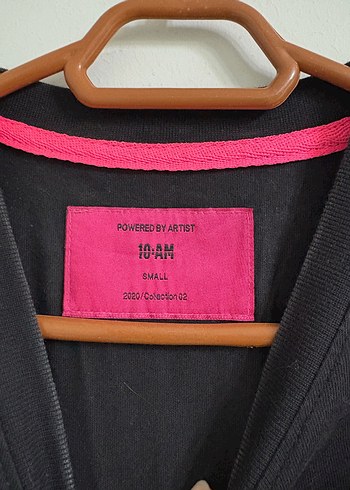 POWERED BY ARTIST
10·AM
SMALL
2020/Collection 02